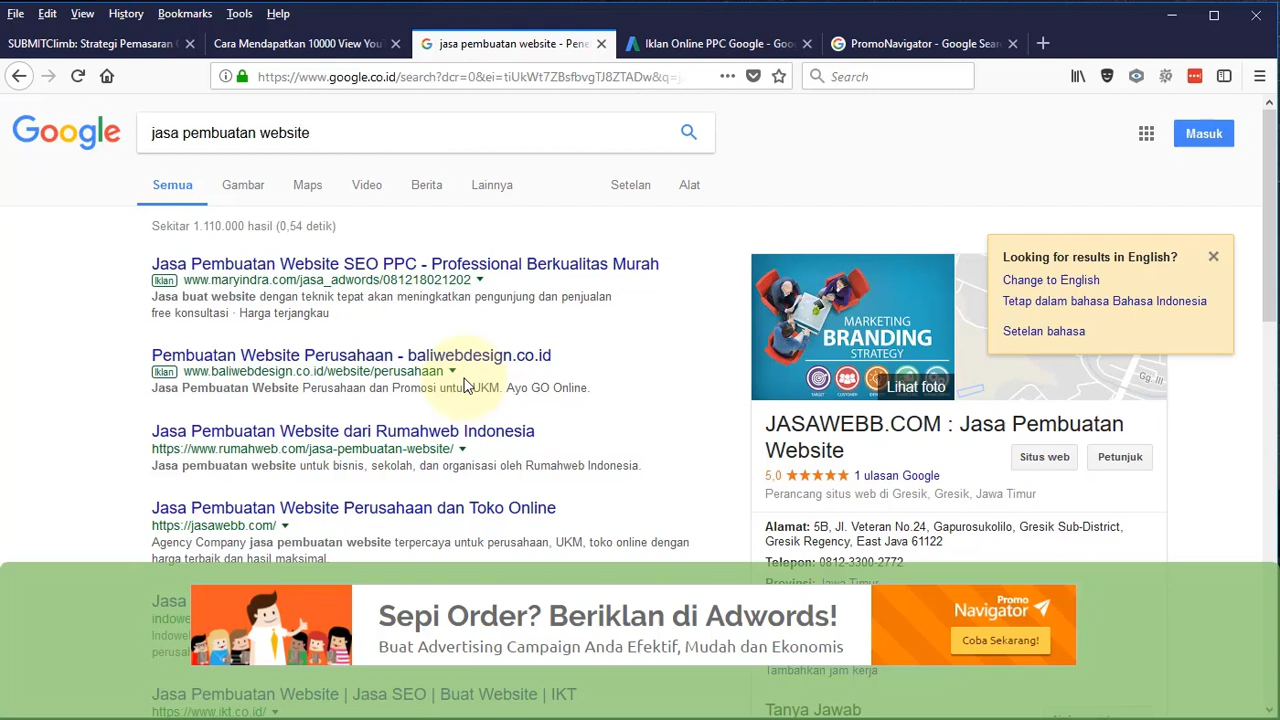 File Edit View History Bookmarks Tools Help
SUBMITClimb: Strategi Pemasaran
Cara Mendapatkan 10000 View You
jasa pembuatan website - Pene
Iklan Online PPC Google - Goo
PromoNavigator - Google Sear
https://www.google.co.id/search?dcr=0&ei=tiUkWt7ZBsfbvgTJ8ZTADw&q=j
Search
Google
jasa pembuatan website
Masuk
Semua Gambar Maps Video Berita Lainnya Setelan Alat
Sekitar 1.110.000 hasil (0,54 detik)
Jasa Pembuatan Website SEO PPC - Professional Berkualitas Murah
Iklan www.maryindra.com/jasa_adwords/081218021202
Jasa buat website dengan teknik tepat akan meningkatkan pengunjung dan penjualan
free konsultasi · Harga terjangkau
Pembuatan Website Perusahaan - baliwebdesign.co.id
Iklan www.baliwebdesign.co.id/website/perusahaan
Jasa Pembuatan Website Perusahaan dan Promosi untuk UKM. Ayo GO Online.
Jasa Pembuatan Website dari Rumahweb Indonesia
https://www.rumahweb.com/jasa-pembuatan-website/
Jasa pembuatan website untuk bisnis, sekolah, dan organisasi oleh Rumahweb Indonesia.
Jasa Pembuatan Website Perusahaan dan Toko Online
https://jasawebb.com/
Agency Company jasa pembuatan website terpercaya untuk perusahaan, UKM, toko online dengan
harga terbaik dan hasil maksimal.
Looking for results in English?
Change to English
Tetap dalam bahasa Bahasa Indonesia
Setelan bahasa
MARKETING
BRANDING
STRATEGY
Lihat foto
JASAWEBB.COM : Jasa Pembuatan
Website
Situs web
Petunjuk
5,0 1 ulasan Google
Perancang situs web di Gresik, Gresik, Jawa Timur
Alamat: 5B, Jl. Veteran No.24, Gapurosukolilo, Gresik Sub-District,
Gresik Regency, East Java 61122
Telepon: 0812-3300-2772
Provinsi: Jawa Timur
Jasa
Sepi Order? Beriklan di Adwords!
Buat Advertising Campaign Anda Efektif, Mudah dan Ekonomis
Promo
Navigator
Coba Sekarang!
Tambahkan jam kerja
Jasa Pembuatan Website | Jasa SEO | Buat Website | IKT
www.ikt.co.id/
Tanya Jawab